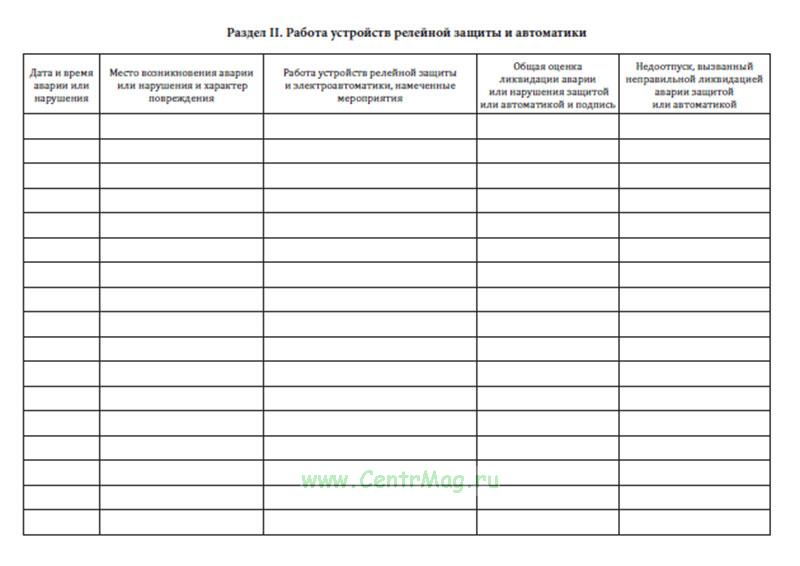 Раздел II. Работа устройств релейной защиты и автоматики
Дата и время
аварии или
нарушения
Место возникновения аварии
или нарушения и характер
повреждения
Работа устройств релейной защиты
и электроавтоматики, намеченные
мероприятия
Общая оценка
ликвидации аварии
или нарушения защитой
или автоматикой и подпись
Недоотпуск, вызванный
неправильной ликвидацией
аварии защитой
или автоматикой
www.CentrMag.ru